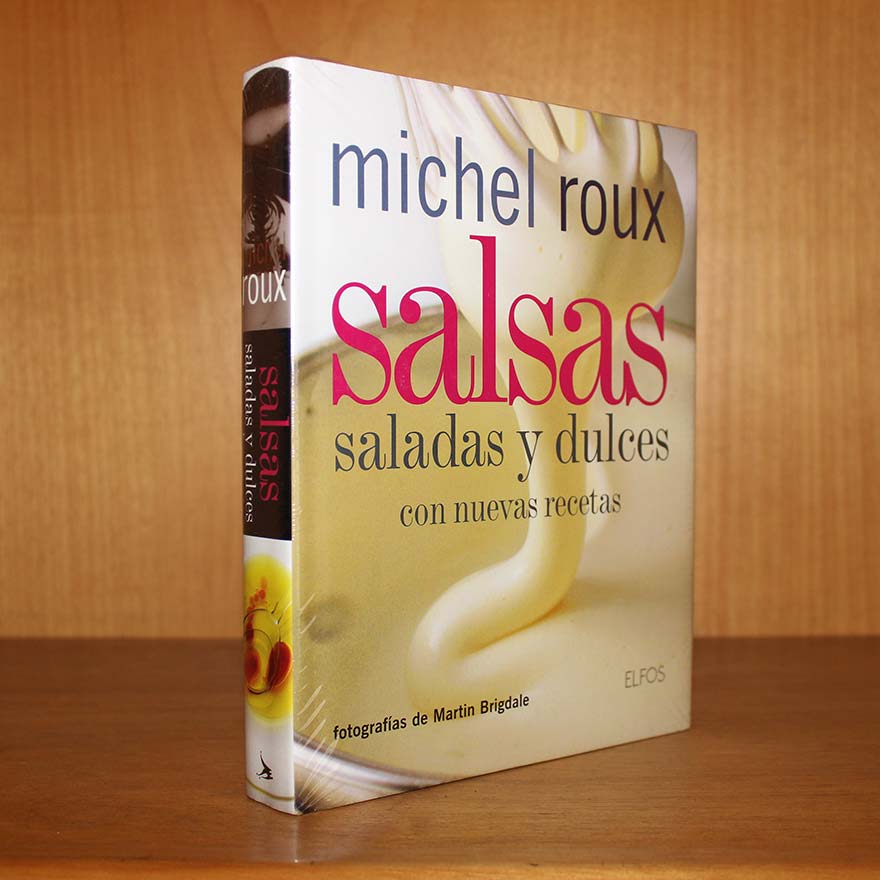 michel roux
salsas
saladas y dulces
con nuevas recetas
fotografías de Martin Brigdale
ELFOS
roux
salsas
saladas y dulces